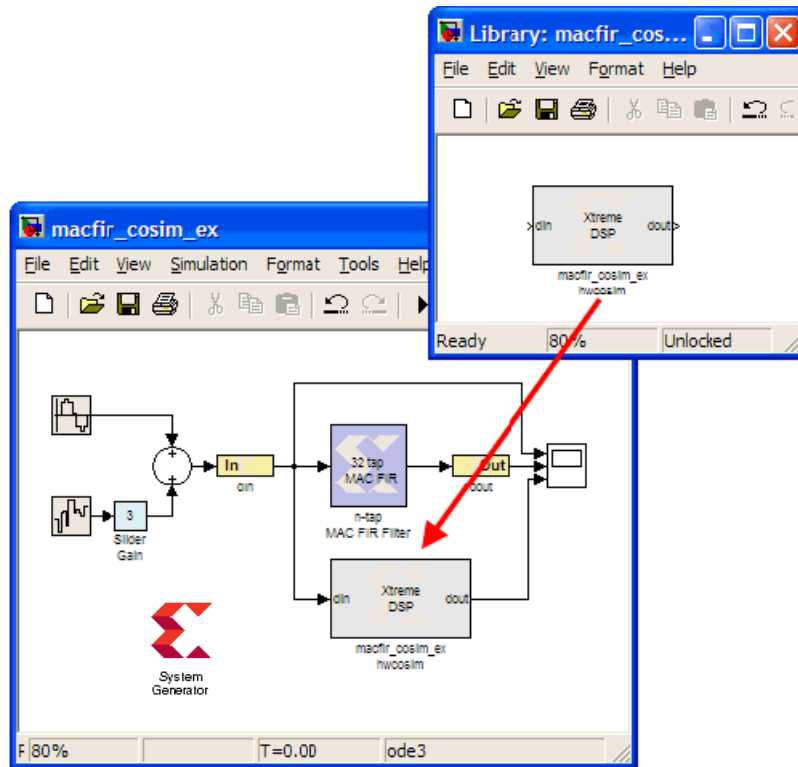 Library: macfir_cos...
File Edit View Format Help
din Xtreme DSP dout
macfir_cosim_ex
hwcosim
Ready 80% Unlocked
macfir_cosim_ex
File Edit View Simulation Format Tools Help
In
din
32 tap
MAC FIR
Out
dout
n-tap
MAC FIR Filter
3
Slider
Gain
din Xtreme DSP dout
macfir_cosim_ex
hwcosim
System
Generator
80% T=0.00 ode3